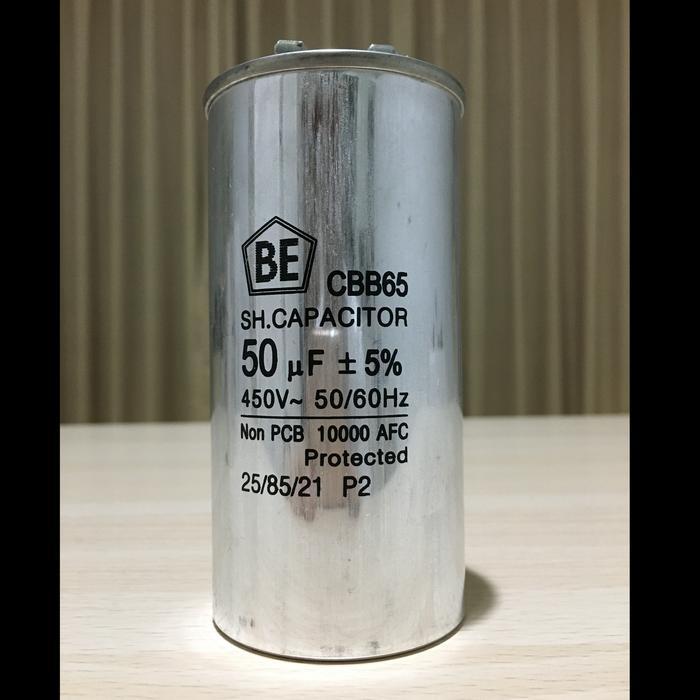 BE
CBB65
SH.CAPACITOR
50 μF ± 5%
450V~ 50/60Hz
Non PCB 10000 AFC
Protected
25/85/21 P2